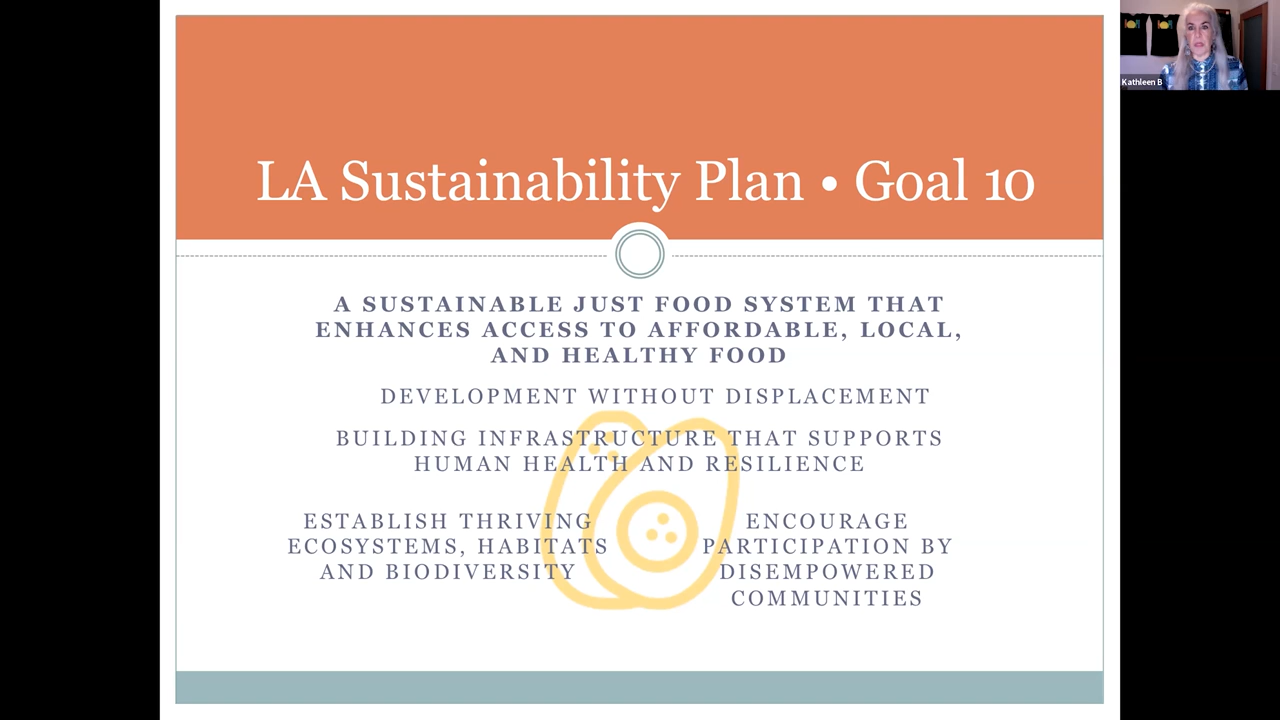 LA Sustainability Plan • Goal 10
A SUSTAINABLE JUST FOOD SYSTEM THAT
ENHANCES ACCESS TO AFFORDABLE, LOCAL,
AND HEALTHY FOOD
DEVELOPMENT WITHOUT DISPLACEMENT
BUILDING INFRASTRUCTURE THAT SUPPORTS
HUMAN HEALTH AND RESILIENCE
ESTABLISH THRIVING
ECOSYSTEMS, HABITATS
AND BIODIVERSITY
ENCOURAGE
PARTICIPATION BY
DISEMPOWERED
COMMUNITIES
Kathleen B